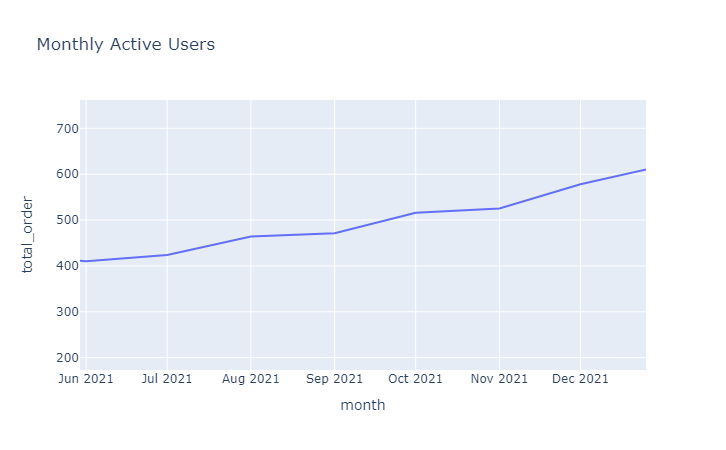 Monthly Active Users
total_order
700
600
500
400
300
200
Jun 2021 Jul 2021 Aug 2021 Sep 2021 Oct 2021 Nov 2021 Dec 2021
month